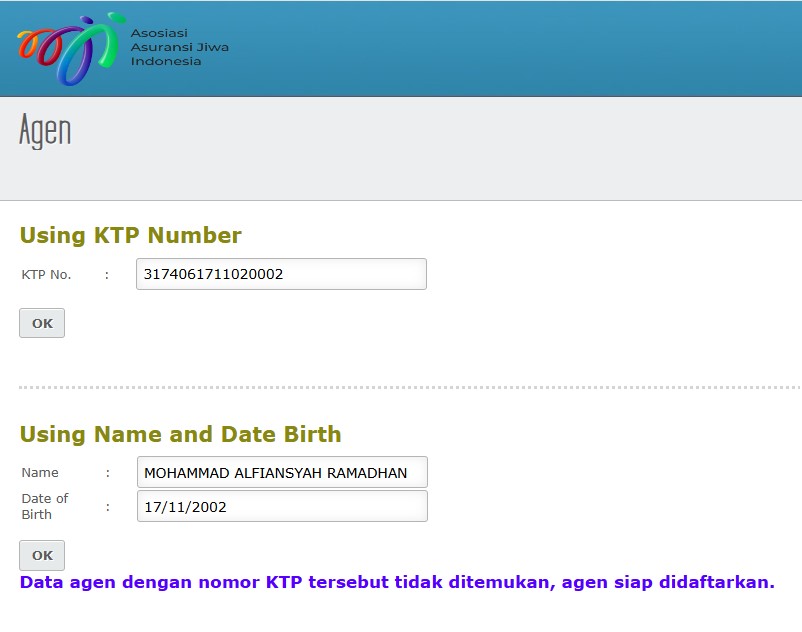 Asosiasi
Asuransi Jiwa
Indonesia
Agen
Using KTP Number
KTP No. : 3174061711020002
OK
Using Name and Date Birth
Name : MOHAMMAD ALFIANSYAH RAMADHAN
Date of
Birth : 17/11/2002
OK
Data agen dengan nomor KTP tersebut tidak ditemukan, agen siap didaftarkan.